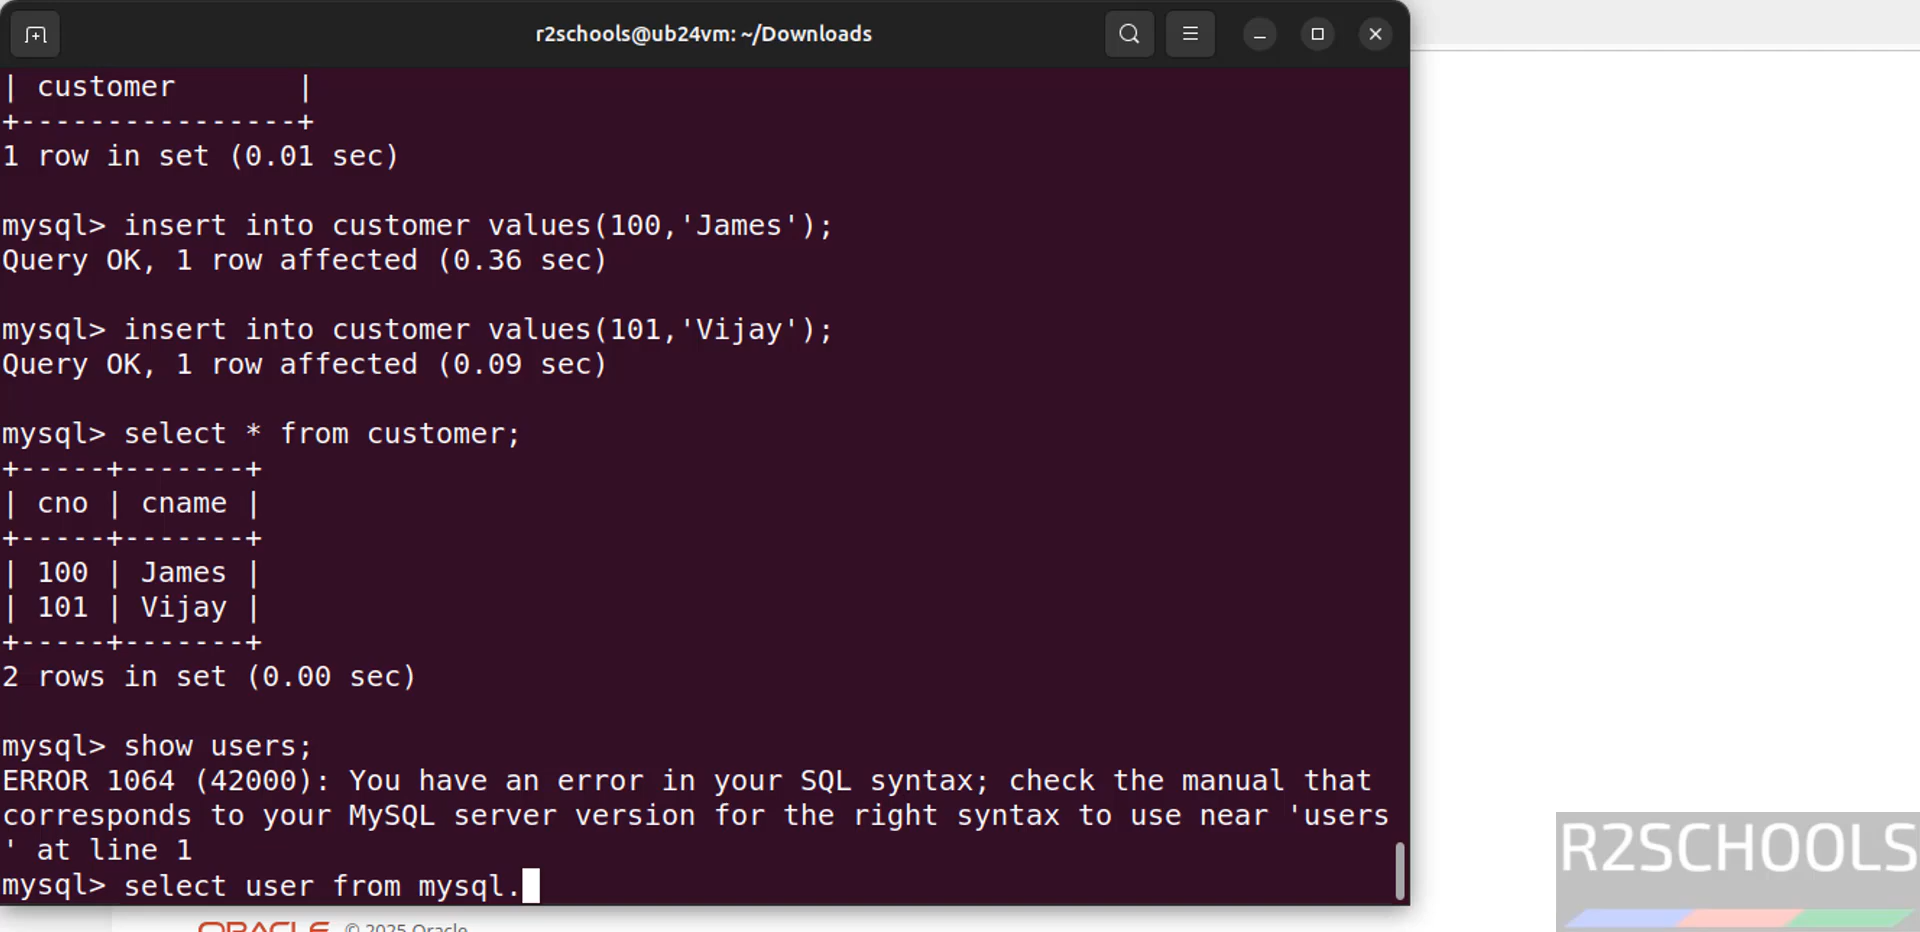 r2schools@ub24vm: ~/Downloads
| customer       |
+----------------+
1 row in set (0.01 sec)
mysql> insert into customer values(100,'James');
Query OK, 1 row affected (0.36 sec)
mysql> insert into customer values(101,'Vijay');
Query OK, 1 row affected (0.09 sec)
mysql> select * from customer;
+-----+-------+
| cno | cname |
+-----+-------+
| 100 | James |
| 101 | Vijay |
+-----+-------+
2 rows in set (0.00 sec)
mysql> show users;
ERROR 1064 (42000): You have an error in your SQL syntax; check the manual that
corresponds to your MySQL server version for the right syntax to use near 'users
' at line 1
mysql> select user from mysql.
R2SCHOOLS
ORACLE © 2025 Oracle